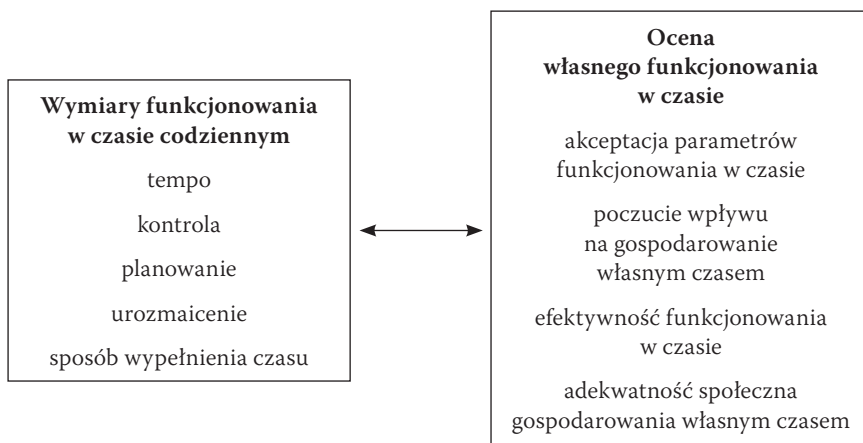 Wymiary funkcjonowania
w czasie codziennym
tempo
kontrola
planowanie
urozmaicenie
sposób wypełnienia czasu
Ocena
własnego funkcjonowania
w czasie
akceptacja parametrów
funkcjonowania w czasie
poczucie wpływu
na gospodarowanie
własnym czasem
efektywność funkcjonowania
w czasie
adekwatność społeczna
gospodarowania własnym czasem